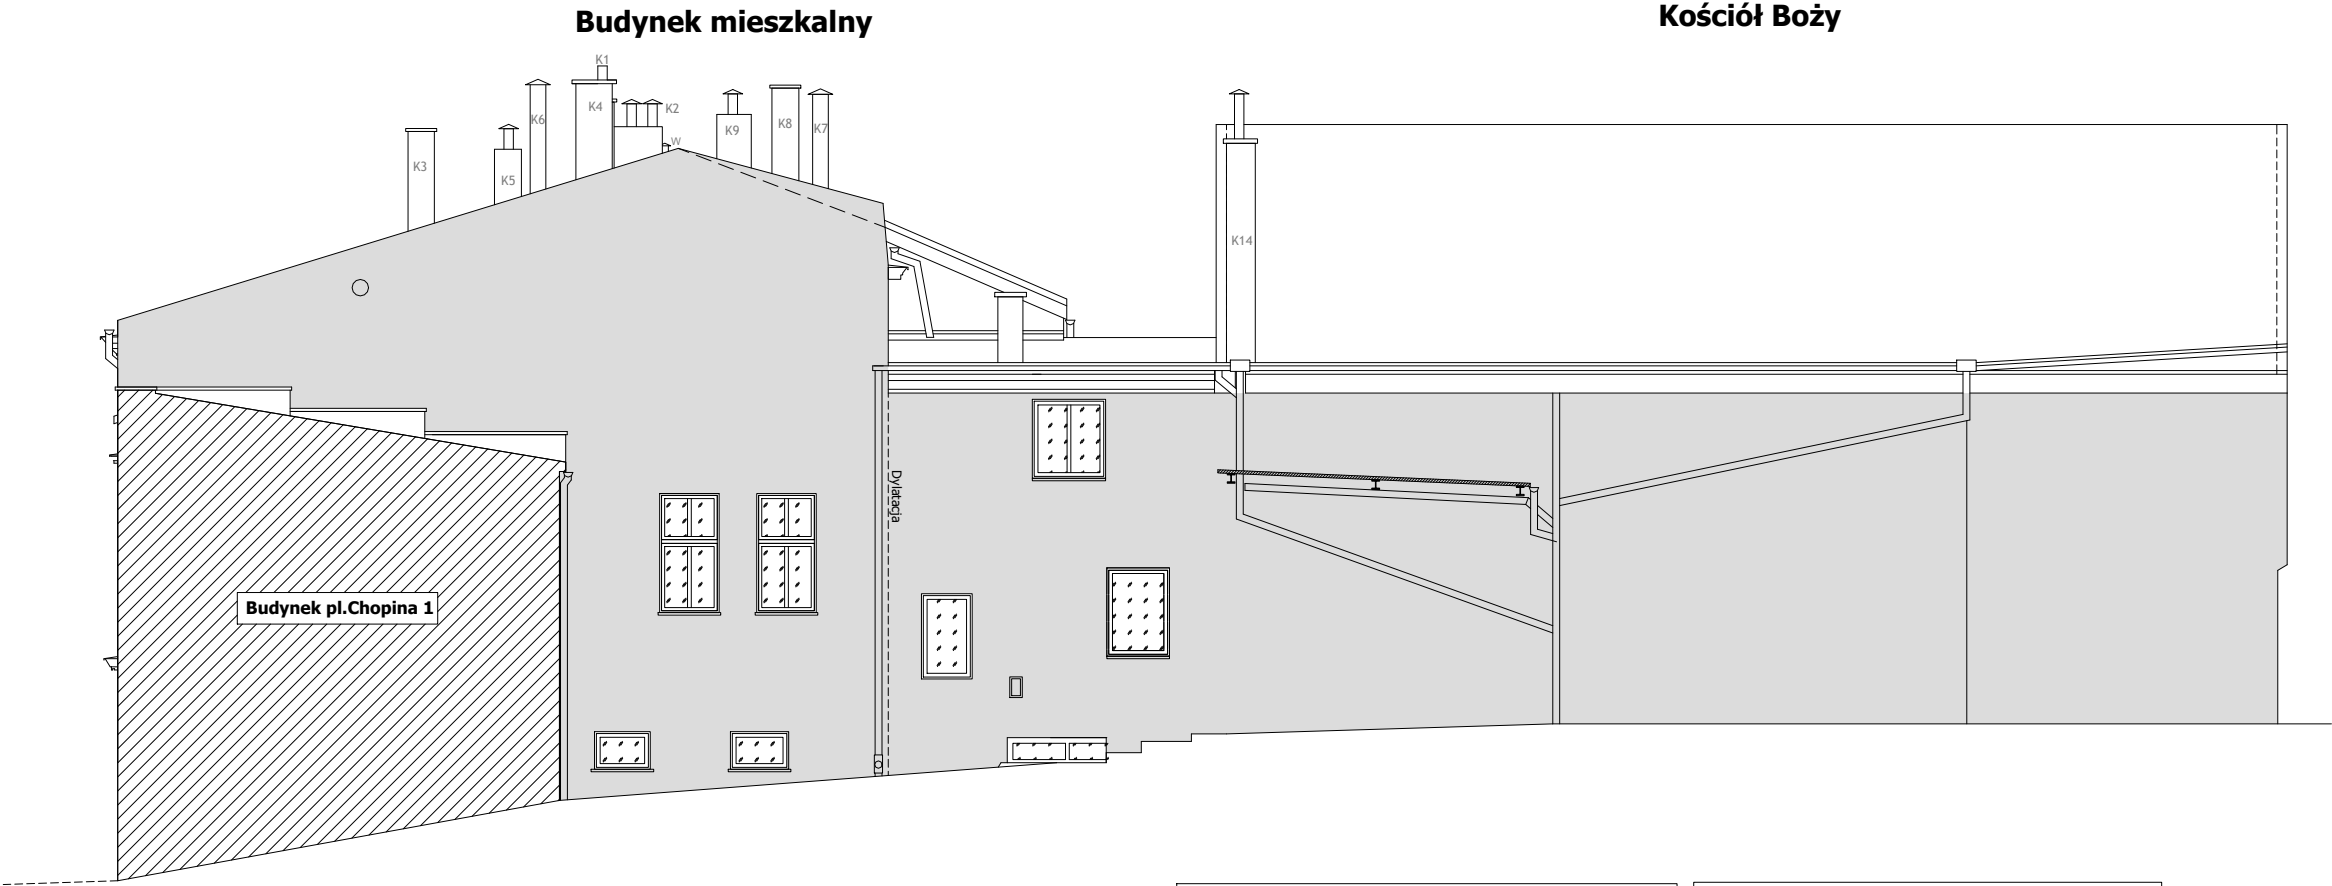 Budynek mieszkalny
Kościół Boży
K1
K6
K4
K2
K9
K8
K7
W
K3
K5
K14
Dylatacja
Budynek pl.Chopina 1